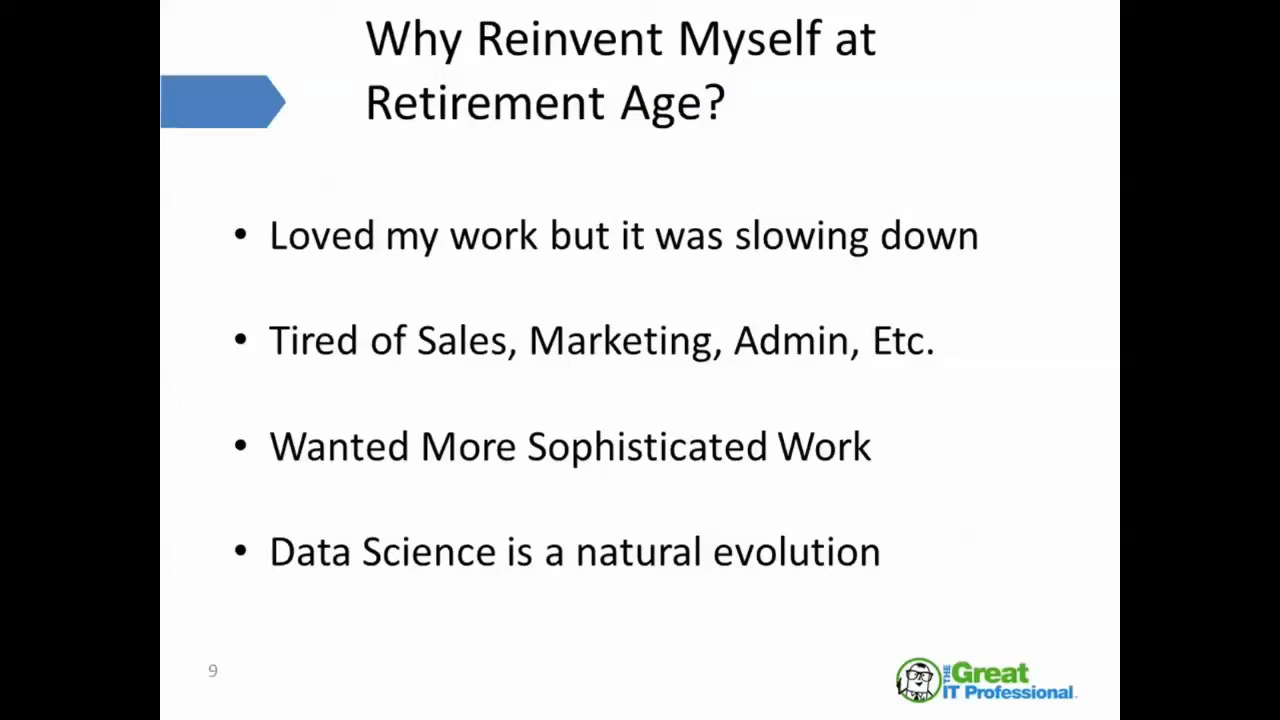 Why Reinvent Myself at
Retirement Age?
• Loved my work but it was slowing down
• Tired of Sales, Marketing, Admin, Etc.
• Wanted More Sophisticated Work
• Data Science is a natural evolution
9
THE Great
IT Professional